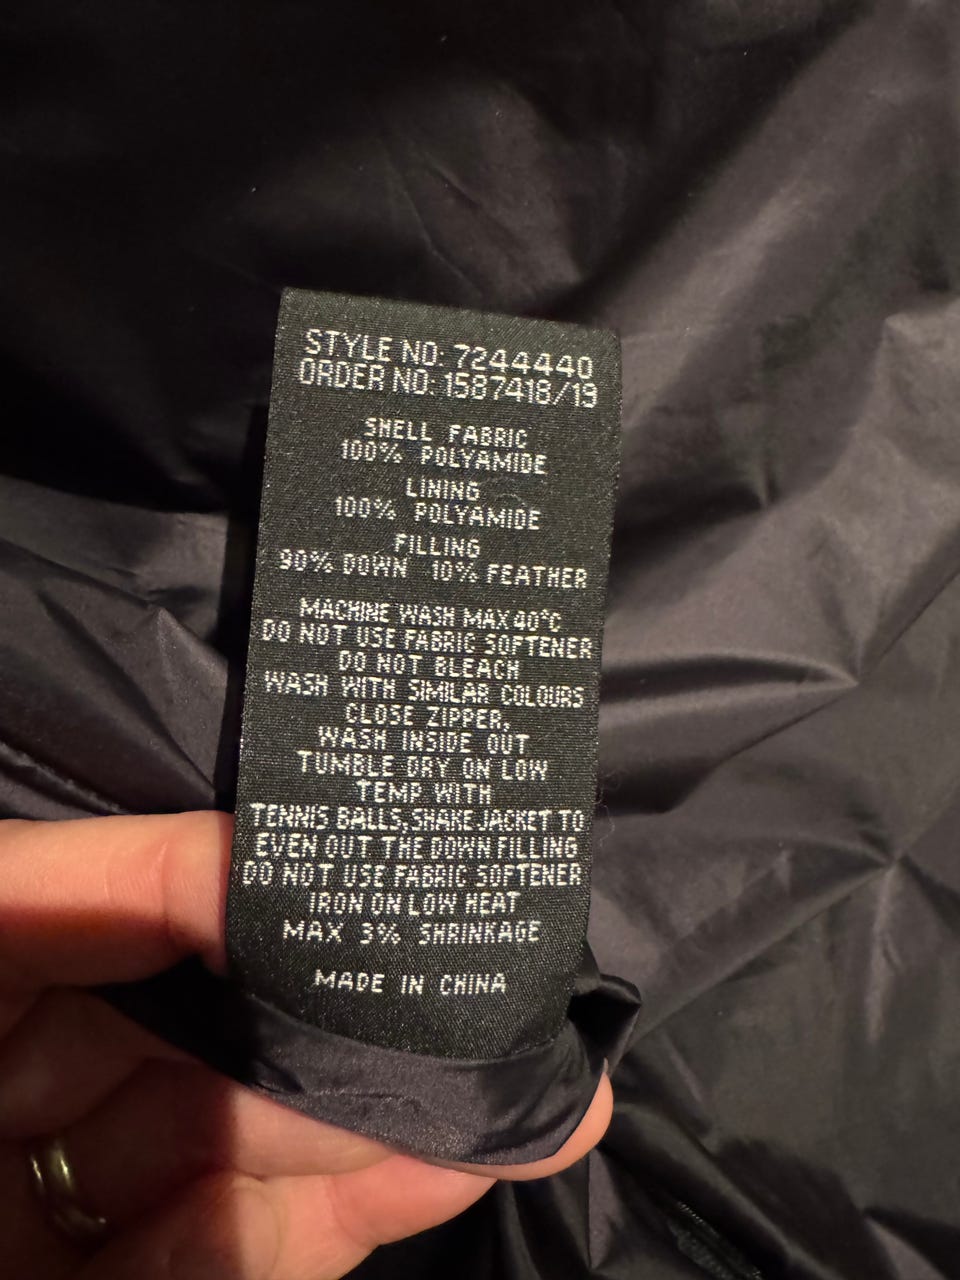 STYLE NO: 7244440
ORDER NO: 1587418/19
SHELL FABRIC
100% POLYAMIDE
LINING
100% POLYAMIDE
FILLING
90% DOWN 10% FEATHER
MACHINE WASH MAX 40°C
DO NOT USE FABRIC SOFTENER
DO NOT BLEACH
WASH WITH SIMILAR COLOURS
CLOSE ZIPPER,
WASH INSIDE OUT
TUMBLE DRY ON LOW
TEMP WITH
TENNIS BALLS, SHAKE JACKET TO
EVEN OUT THE DOWN FILLING
DO NOT USE FABRIC SOFTENER
IRON ON LOW HEAT
MAX 3% SHRINKAGE
MADE IN CHINA